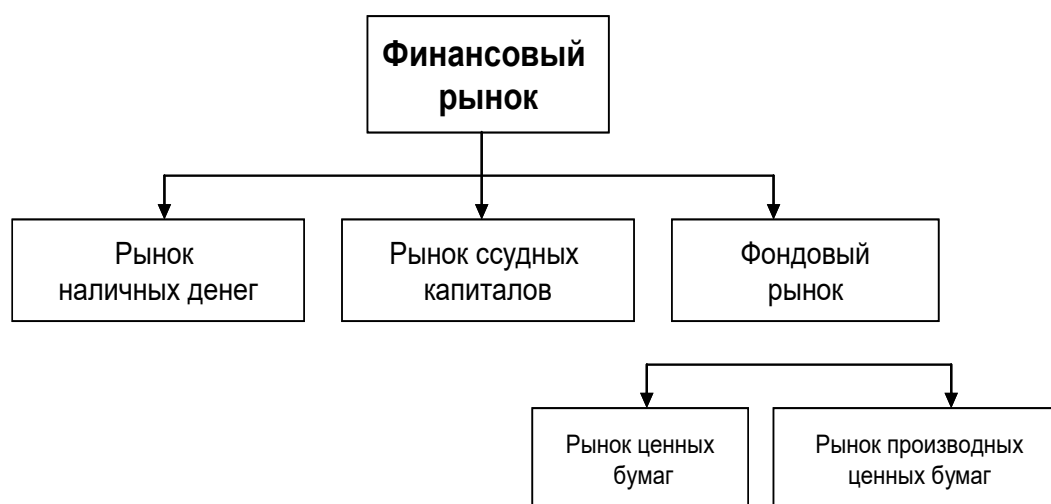 Финансовый
рынок
Рынок
наличных денег
Рынок ссудных
капиталов
Фондовый
рынок
Рынок ценных
бумаг
Рынок производных
ценных бумаг